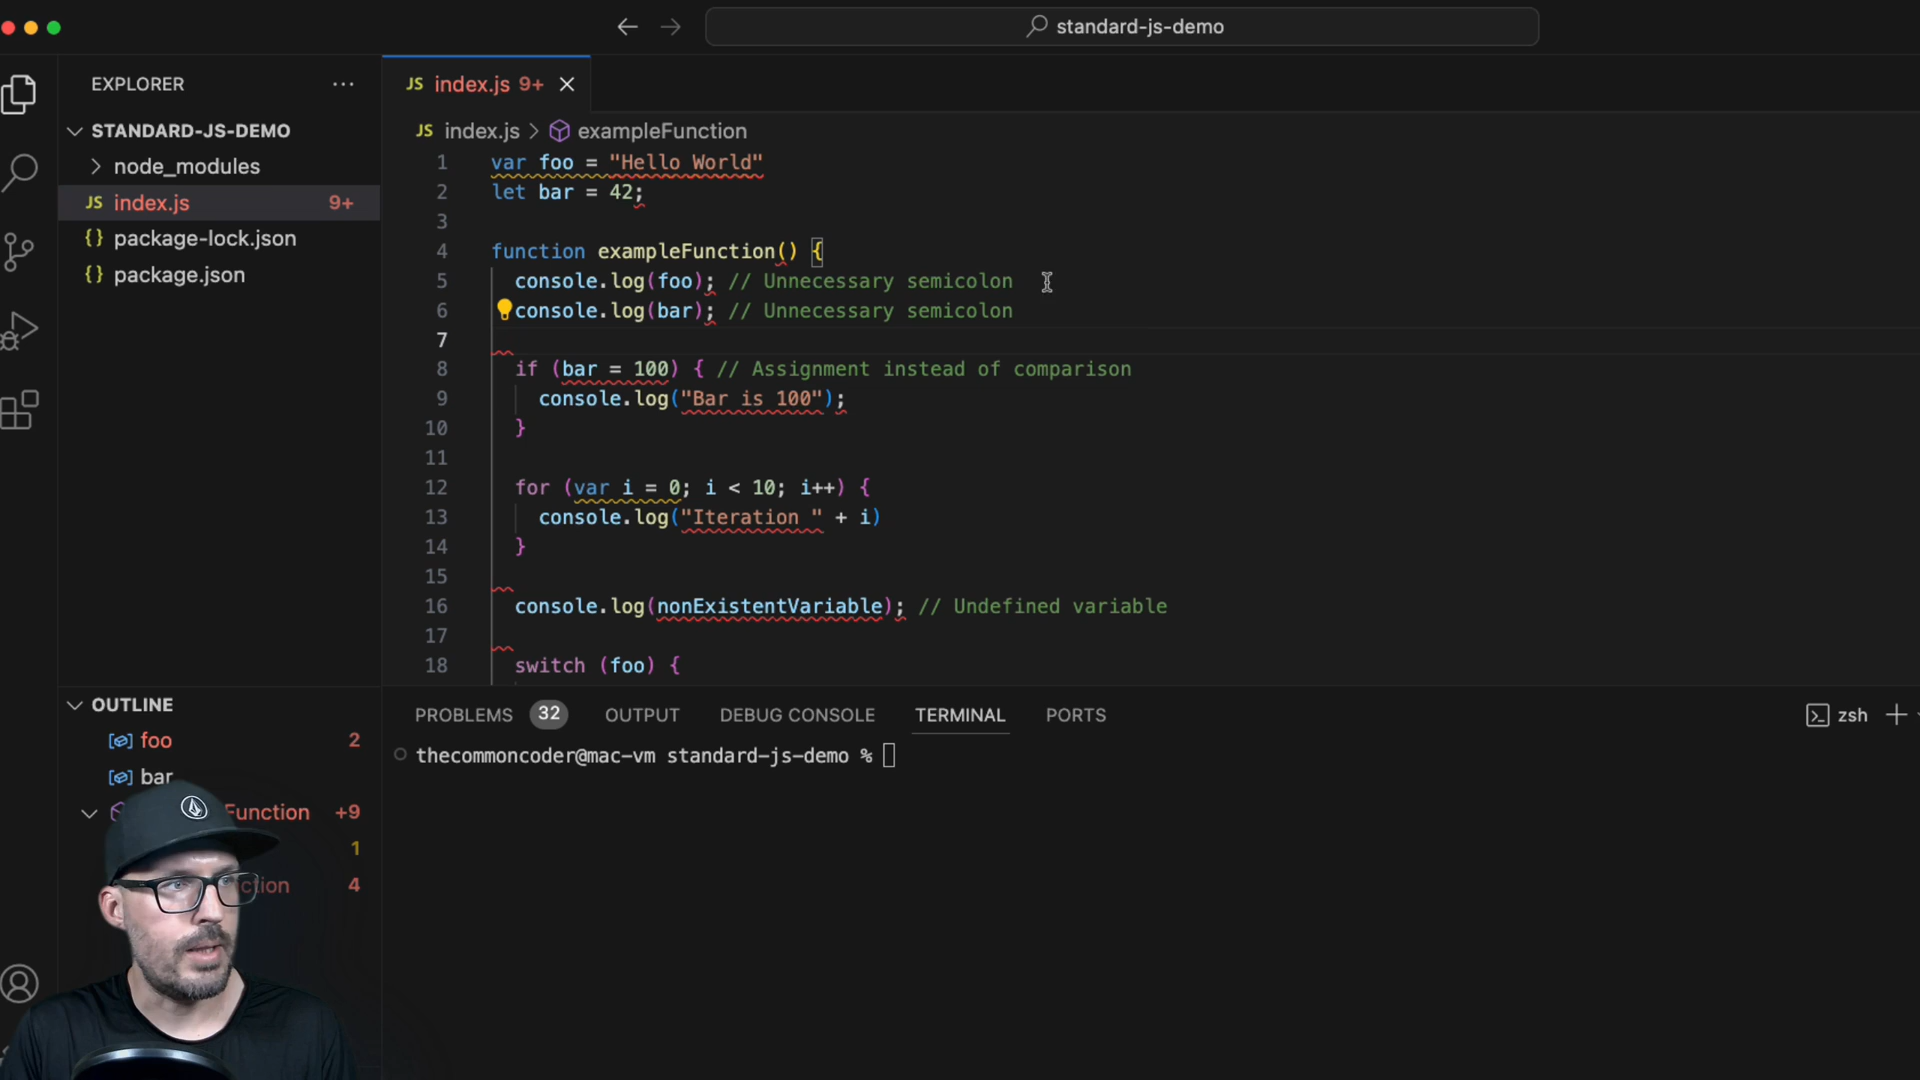 standard-js-demo
EXPLORER ...
JS index.js 9+
STANDARD-JS-DEMO
node_modules
JS index.js 9+
{} package-lock.json
{} package.json
JS index.js > exampleFunction
1 var foo = "Hello World"
2 let bar = 42;
3
4 function exampleFunction() {
5 console.log(foo); // Unnecessary semicolon
6 console.log(bar); // Unnecessary semicolon
7
8 if (bar = 100) { // Assignment instead of comparison
9 console.log("Bar is 100");
10 }
11
12 for (var i = 0; i < 10; i++) {
13 console.log("Iteration " + i)
14 }
15
16 console.log(nonExistentVariable); // Undefined variable
17
18 switch (foo) {
OUTLINE
foo 2
bar
Function +9
1
ction 4
PROBLEMS 32 OUTPUT DEBUG CONSOLE TERMINAL PORTS
zsh
thecommoncoder@mac-vm standard-js-demo %